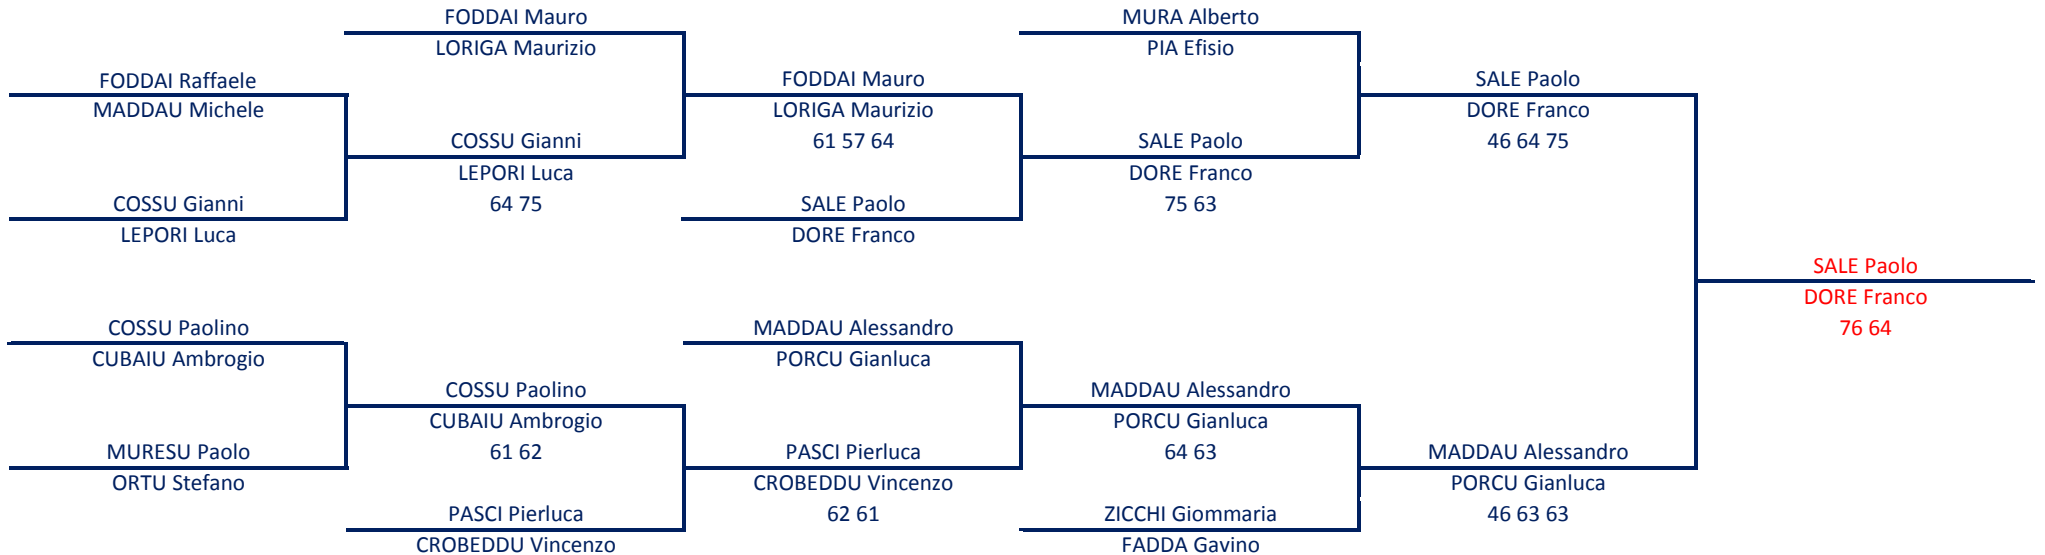 FODDAI Mauro
LORIGA Maurizio
MURA Alberto
PIA Efisio
FODDAI Raffaele
MADDAU Michele
FODDAI Mauro
LORIGA Maurizio
61 57 64
SALE Paolo
DORE Franco
46 64 75
COSSU Gianni
LEPORI Luca
64 75
SALE Paolo
DORE Franco
75 63
COSSU Gianni
LEPORI Luca
SALE Paolo
DORE Franco
SALE Paolo
DORE Franco
76 64
COSSU Paolino
CUBAIU Ambrogio
MADDAU Alessandro
PORCU Gianluca
COSSU Paolino
CUBAIU Ambrogio
61 62
MADDAU Alessandro
PORCU Gianluca
64 63
MURESU Paolo
ORTU Stefano
PASCI Pierluca
CROBEDDU Vincenzo
62 61
MADDAU Alessandro
PORCU Gianluca
46 63 63
PASCI Pierluca
CROBEDDU Vincenzo
ZICCHI Giommaria
FADDA Gavino